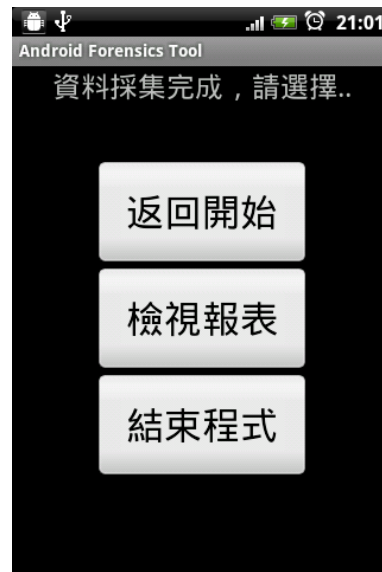 21:01
Android Forensics Tool
資料採集完成，請選擇..
返回開始
檢視報表
結束程式